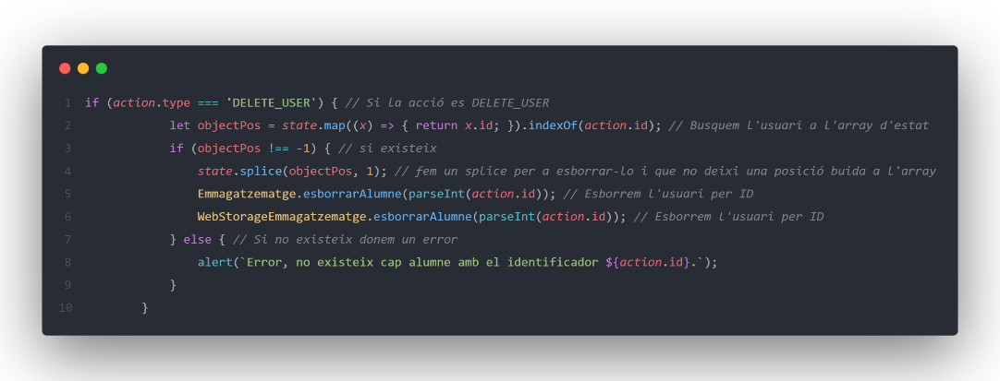 1 if (action.type === 'DELETE_USER') { // Si la acció es DELETE_USER
2 let objectPos = state.map((x) => { return x.id; }).indexOf(action.id); // Busquem l'usuari a l'array d'estat
3 if (objectPos !== -1) { // si existeix
4 state.splice(objectPos, 1); // fem un splice per a esborrar-lo i que no deixi una posició buida a l'array
5 Emmagatzematge.esborrarAlumne(parseInt(action.id)); // Esborrem l'usuari per ID
6 WebStorageEmmagatzematge.esborrarAlumne(parseInt(action.id)); // Esborrem l'usuari per ID
7 } else { // Si no existeix donem un error
8 alert(`Error, no existeix cap alumne amb el identificador ${action.id}.`);
9 }
10 }